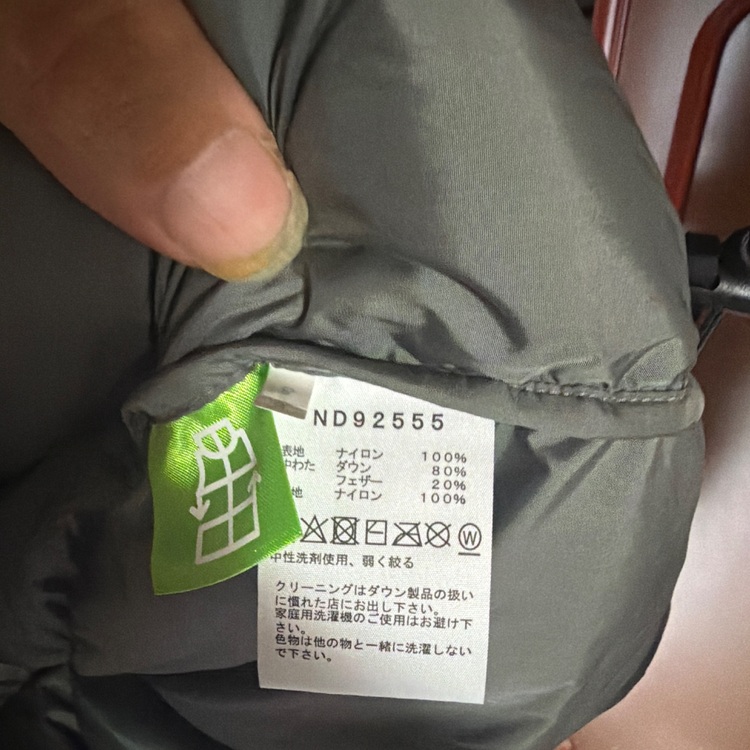 ND92555
表地 ナイロン 100%
中わた ダウン 80%
フェザー 20%
地 ナイロン 100%
W
中性洗剤使用、弱く絞る
クリーニングはダウン製品の扱い
に慣れた店にお出し下さい。
家庭用洗濯機のご使用はお避け下
さい。
色物は他の物と一緒に洗濯しない
で下さい。